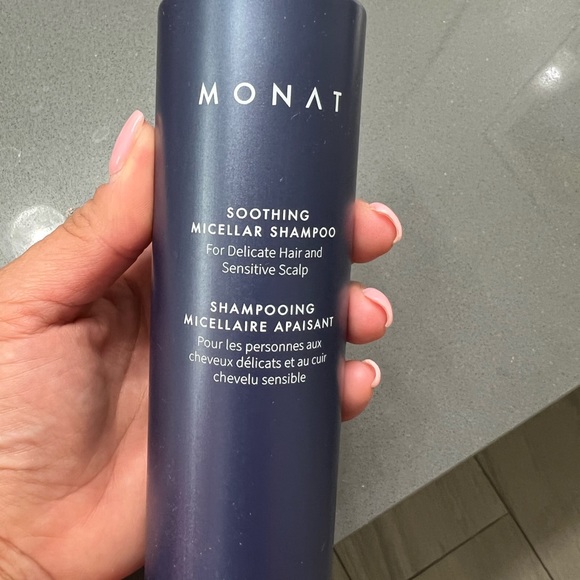 MONAT
SOOTHING
MICELLAR SHAMPOO
For Delicate Hair and
Sensitive Scalp
SHAMPOOING
MICELLAIRE APAISANT
Pour les personnes aux
cheveux délicats et au cuir
chevelu sensible